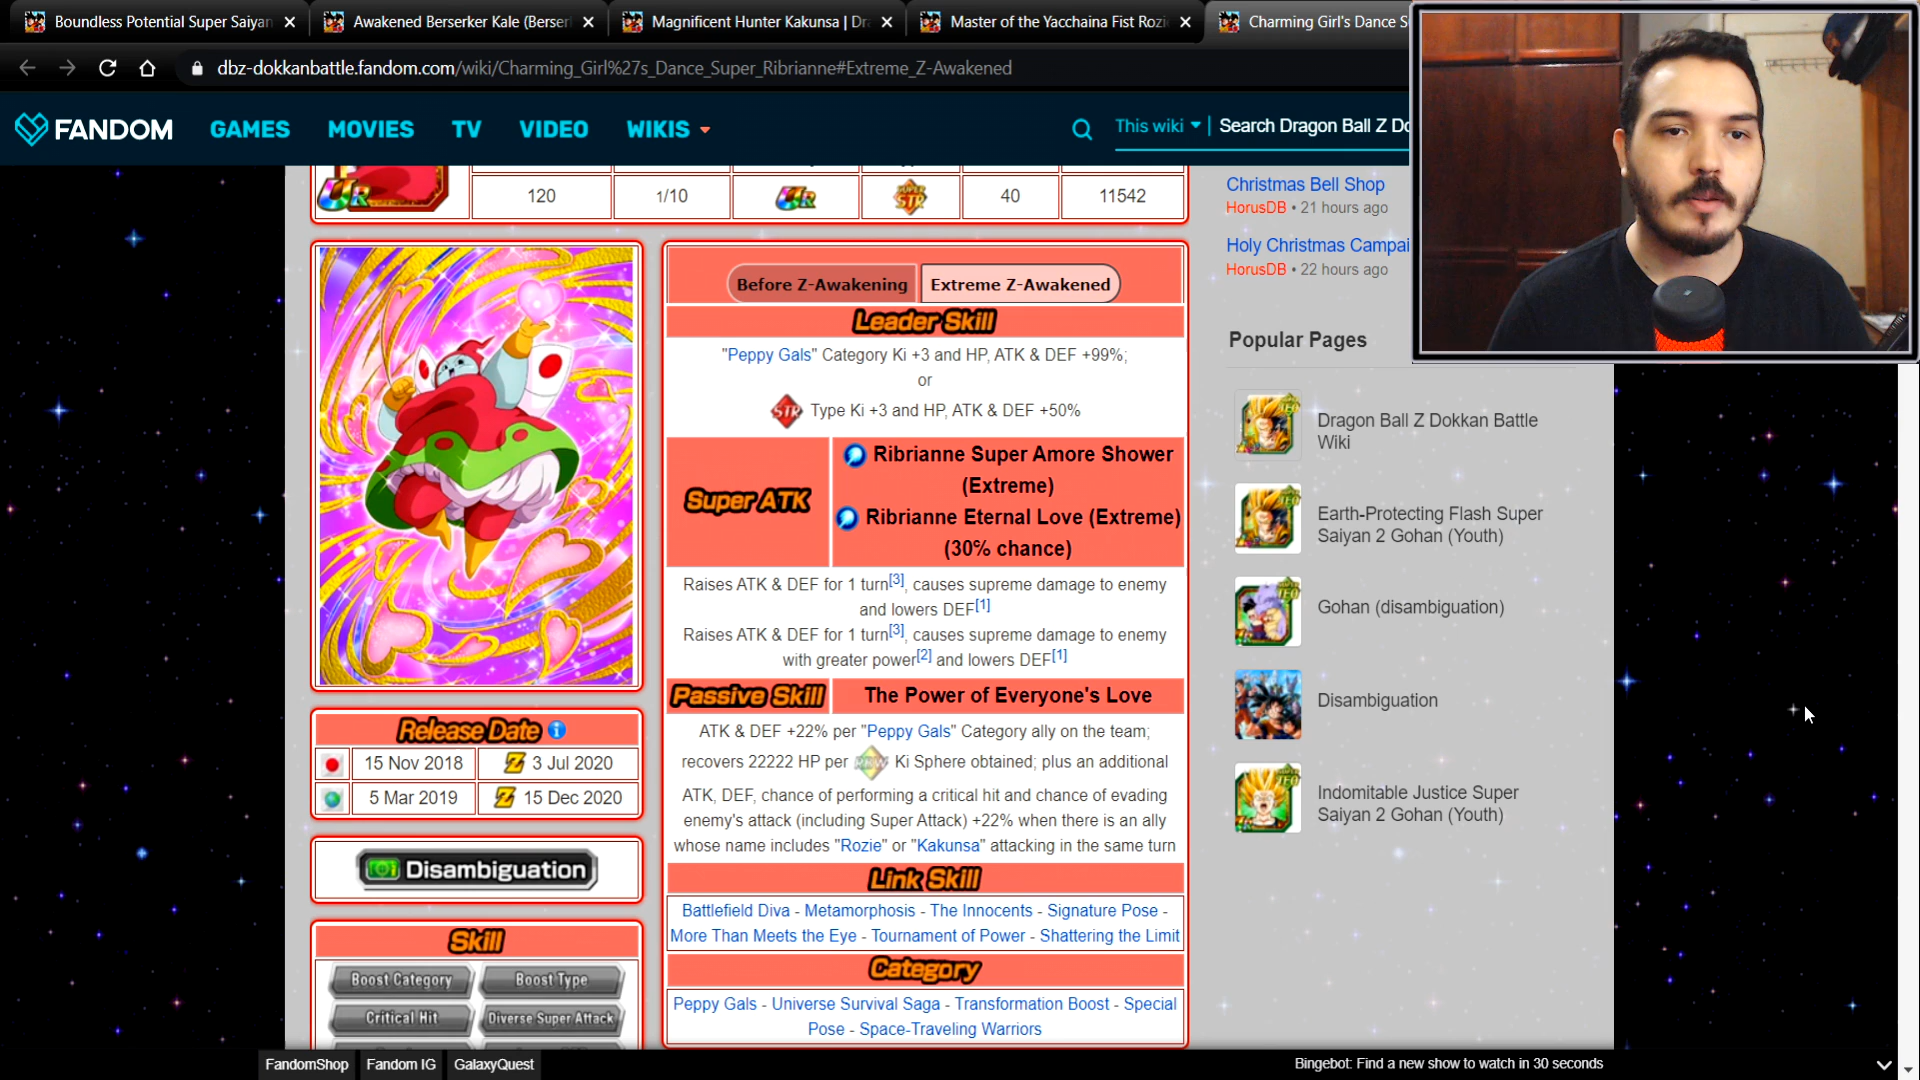 Boundless Potential Super Saiyan
Awakened Berserker Kale (Berser
Magnificent Hunter Kakunsa | Dr
Master of the Yacchaina Fist Rozie
Charming Girl's Dance S
dbz-dokkanbattle.fandom.com/wiki/Charming_Girl%27s_Dance_Super_Ribrianne#Extreme_Z-Awakened
FANDOM
GAMES
MOVIES
TV
VIDEO
WIKIS
This wiki
Search Dragon Ball Z Do
UR
120
1/10
UR
SUPER STR
40
11542
Before Z-Awakening
Extreme Z-Awakened
Leader Skill
"Peppy Gals" Category Ki +3 and HP, ATK & DEF +99%;
or
STR Type Ki +3 and HP, ATK & DEF +50%
Super ATK
Ribrianne Super Amore Shower
(Extreme)
Ribrianne Eternal Love (Extreme)
(30% chance)
Raises ATK & DEF for 1 turn[3], causes supreme damage to enemy
and lowers DEF[1]
Raises ATK & DEF for 1 turn[3], causes supreme damage to enemy
with greater power[2] and lowers DEF[1]
Passive Skill
The Power of Everyone's Love
ATK & DEF +22% per "Peppy Gals" Category ally on the team;
recovers 22222 HP per Ki Sphere obtained; plus an additional
ATK, DEF, chance of performing a critical hit and chance of evading
enemy's attack (including Super Attack) +22% when there is an ally
whose name includes "Rozie" or "Kakunsa" attacking in the same turn
Link Skill
Battlefield Diva - Metamorphosis - The Innocents - Signature Pose -
More Than Meets the Eye - Tournament of Power - Shattering the Limit
Category
Peppy Gals - Universe Survival Saga - Transformation Boost - Special
Pose - Space-Traveling Warriors
Release Date
15 Nov 2018
Z 3 Jul 2020
5 Mar 2019
Z 15 Dec 2020
Disambiguation
Skill
Boost Category
Boost Type
Critical Hit
Diverse Super Attack
Christmas Bell Shop
HorusDB • 21 hours ago
Holy Christmas Campai
HorusDB • 22 hours ago
Popular Pages
Dragon Ball Z Dokkan Battle
Wiki
Earth-Protecting Flash Super
Saiyan 2 Gohan (Youth)
Gohan (disambiguation)
Disambiguation
Indomitable Justice Super
Saiyan 2 Gohan (Youth)
FandomShop
Fandom IG
GalaxyQuest
Bingebot: Find a new show to watch in 30 seconds